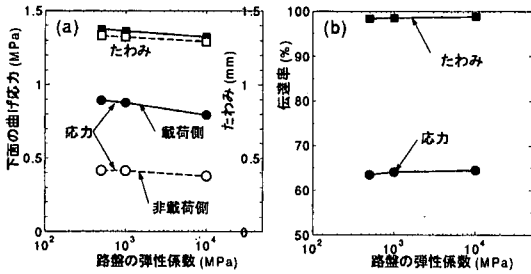 (a)
下面の曲げ応力 (MPa)
1.5
1
0.5
0
たわみ
応力
載荷側
非載荷側
1.5
1
0.5
0
たわみ (mm)
10² 10³ 10⁴
路盤の弾性係数 (MPa)
(b)
伝達率 (%)
100
90
80
70
60
50
たわみ
応力
10² 10³ 10⁴
路盤の弾性係数 (MPa)